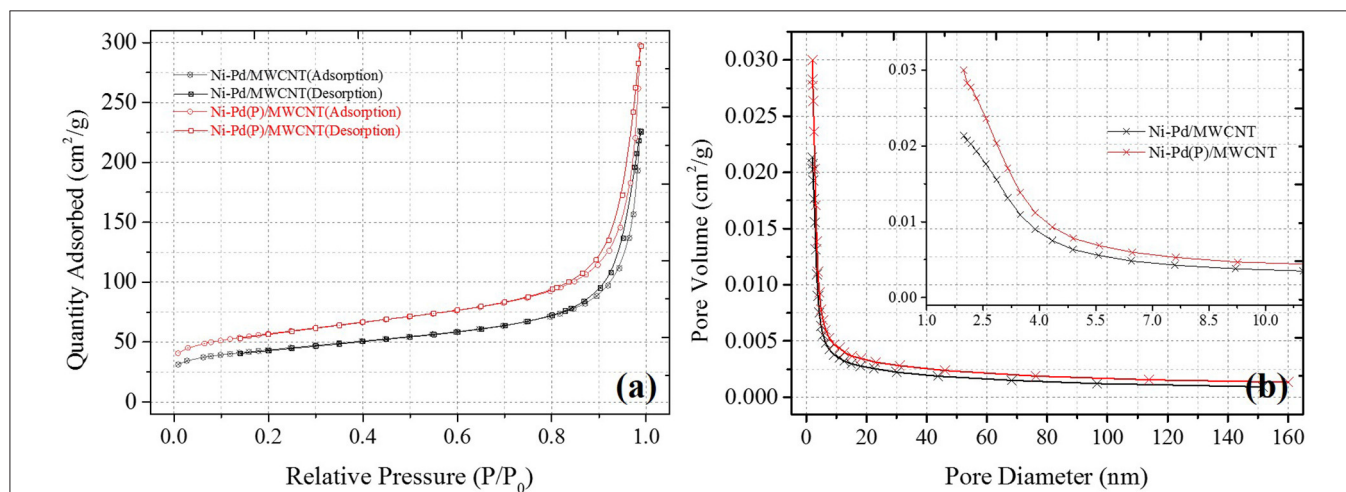 300
250
200
150
100
50
0
Quantity Adsorbed (cm²/g)
Ni-Pd/MWCNT(Adsorption)
Ni-Pd/MWCNT(Desorption)
Ni-Pd(P)/MWCNT(Adsorption)
Ni-Pd(P)/MWCNT(Desorption)
(a)
0.0 0.2 0.4 0.6 0.8 1.0
Relative Pressure (P/P₀)
0.030
0.025
0.020
0.015
0.010
0.005
0.000
Pore Volume (cm²/g)
0.03
0.02
0.01
0.00
Ni-Pd/MWCNT
Ni-Pd(P)/MWCNT
1.0 2.5 4.0 5.5 7.0 8.5 10.0
(b)
0 20 40 60 80 100 120 140 160
Pore Diameter (nm)